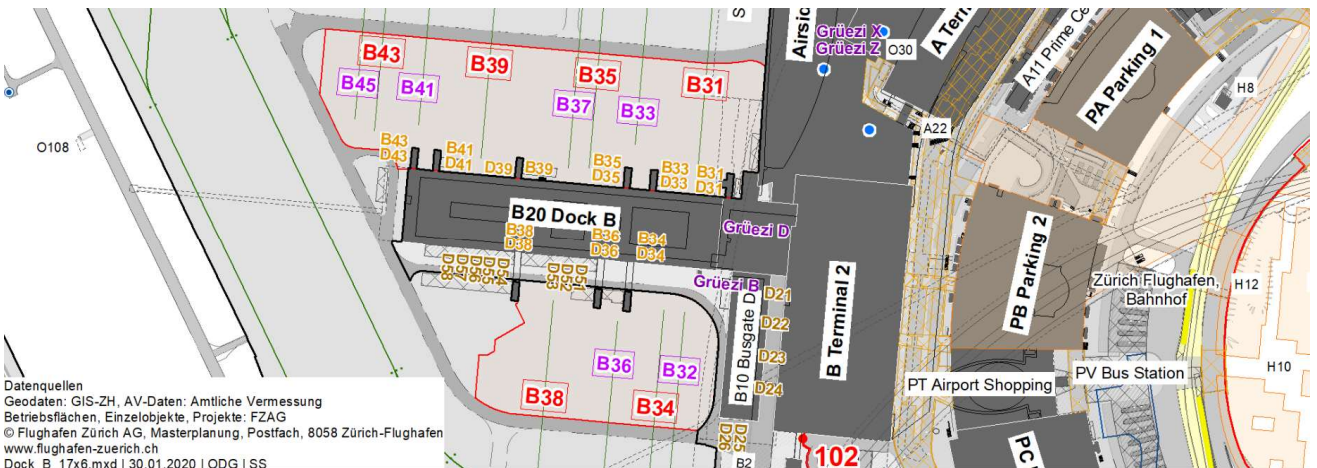 S
Airsid
Grüezi X
Grüezi Z
O30
A Term
A11 Prime Ce
PA Parking 1
H8
A22
B43
B39
B35
B31
B45
B41
B37
B33
O108
B43
D43
B41
D41
D39
B39
B35
D35
B33
D33
B31
D31
B20 Dock B
B38
D38
B36
D36
B34
D34
Grüezi D
Grüezi B
D58
D57
D56
D55
D54
D53
D52
D51
D21
D22
D23
D24
B10 Busgate D
B Terminal 2
PB Parking 2
Zürich Flughafen,
Bahnhof
H12
H10
PT Airport Shopping
PV Bus Station
B36
B32
B38
B34
D25
D26
B2
102
PC
Datenquellen
Geodaten: GIS-ZH, AV-Daten: Amtliche Vermessung
Betriebsflächen, Einzelobjekte, Projekte: FZAG
© Flughafen Zürich AG, Masterplanung, Postfach, 8058 Zürich-Flughafen
www.flughafen-zuerich.ch
Dock_B_17x6.mxd | 30.01.2020 | ODG | SS